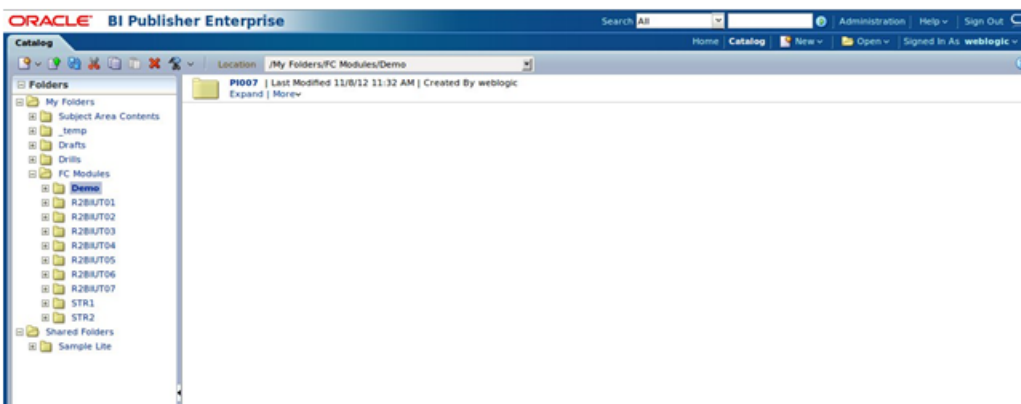 ORACLE BI Publisher Enterprise
Search All
Administration Help Sign Out
Catalog
Home Catalog New Open Signed In As weblogic
Location /My Folders/FC Modules/Demo
Folders
PI007 | Last Modified 11/8/12 11:32 AM | Created By weblogic
Expand | More
My Folders
Subject Area Contents
_temp
Drafts
Drills
FC Modules
Demo
R2BIUT01
R2BIUT02
R2BIUT03
R2BIUT04
R2BIUT05
R2BIUT06
R2BIUT07
STR1
STR2
Shared Folders
Sample Lite